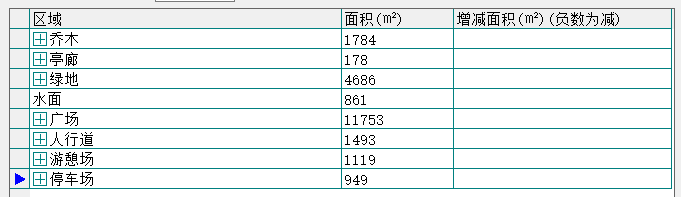 区域 面积(㎡) 增减面积(㎡)(负数为减)
乔木 1784
亭廊 178
绿地 4686
水面 861
广场 11753
人行道 1493
游憩场 1119
停车场 949